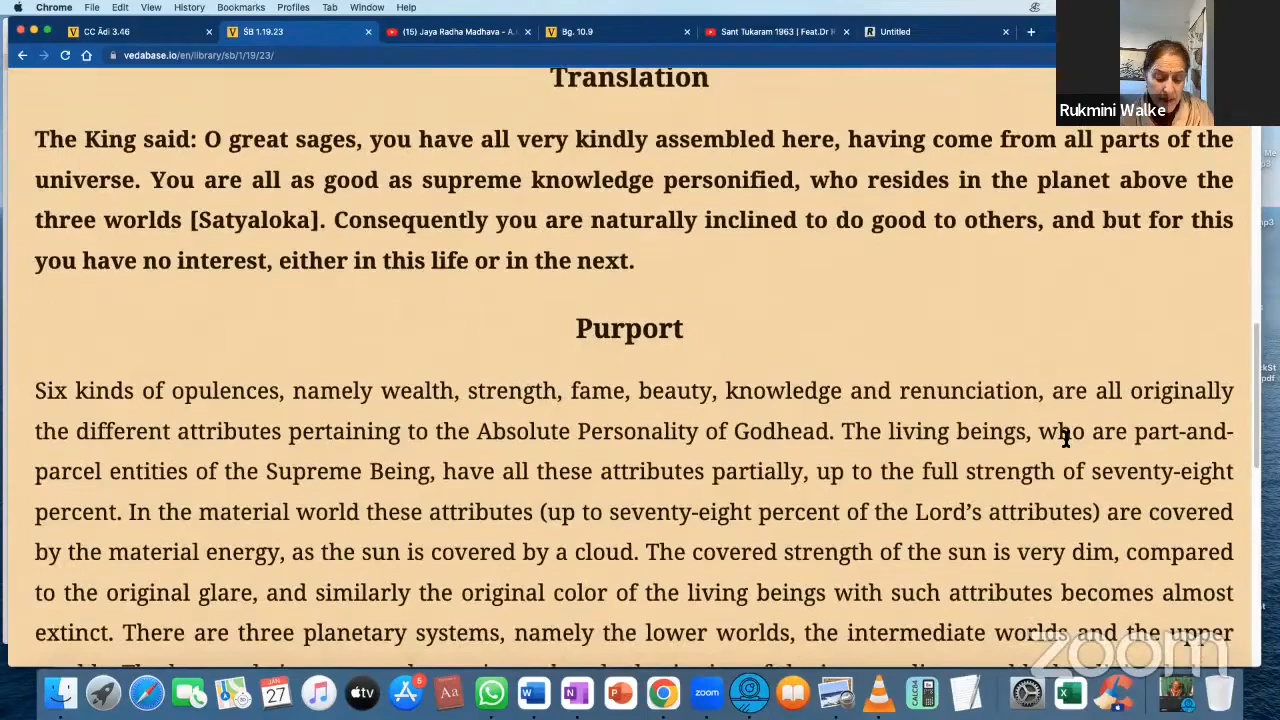 Chrome File Edit View History Bookmarks Profiles Tab Window Help
CC Ādi 3.46 ŚB 1.19.23 (15) Jaya Radha Madhava - A. Bg. 10.9 Sant Tukaram 1963 | Feat.Dr Untitled
vedabase.io/en/library/sb/1/19/23/
Rukmini Walke
Translation
The King said: O great sages, you have all very kindly assembled here, having come from all parts of the
universe. You are all as good as supreme knowledge personified, who resides in the planet above the
three worlds [Satyaloka]. Consequently you are naturally inclined to do good to others, and but for this
you have no interest, either in this life or in the next.
Purport
Six kinds of opulences, namely wealth, strength, fame, beauty, knowledge and renunciation, are all originally
the different attributes pertaining to the Absolute Personality of Godhead. The living beings, who are part-and-
parcel entities of the Supreme Being, have all these attributes partially, up to the full strength of seventy-eight
percent. In the material world these attributes (up to seventy-eight percent of the Lord's attributes) are covered
by the material energy, as the sun is covered by a cloud. The covered strength of the sun is very dim, compared
to the original glare, and similarly the original color of the living beings with such attributes becomes almost
extinct. There are three planetary systems, namely the lower worlds, the intermediate worlds and the upper
zoom
JAN
27
tv
5
Aa
zoom